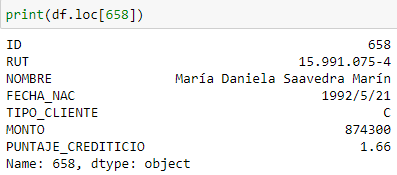 print(df.loc[658])
ID 658
RUT 15.991.075-4
NOMBRE María Daniela Saavedra Marín
FECHA_NAC 1992/5/21
TIPO_CLIENTE C
MONTO 874300
PUNTAJE_CREDITICIO 1.66
Name: 658, dtype: object